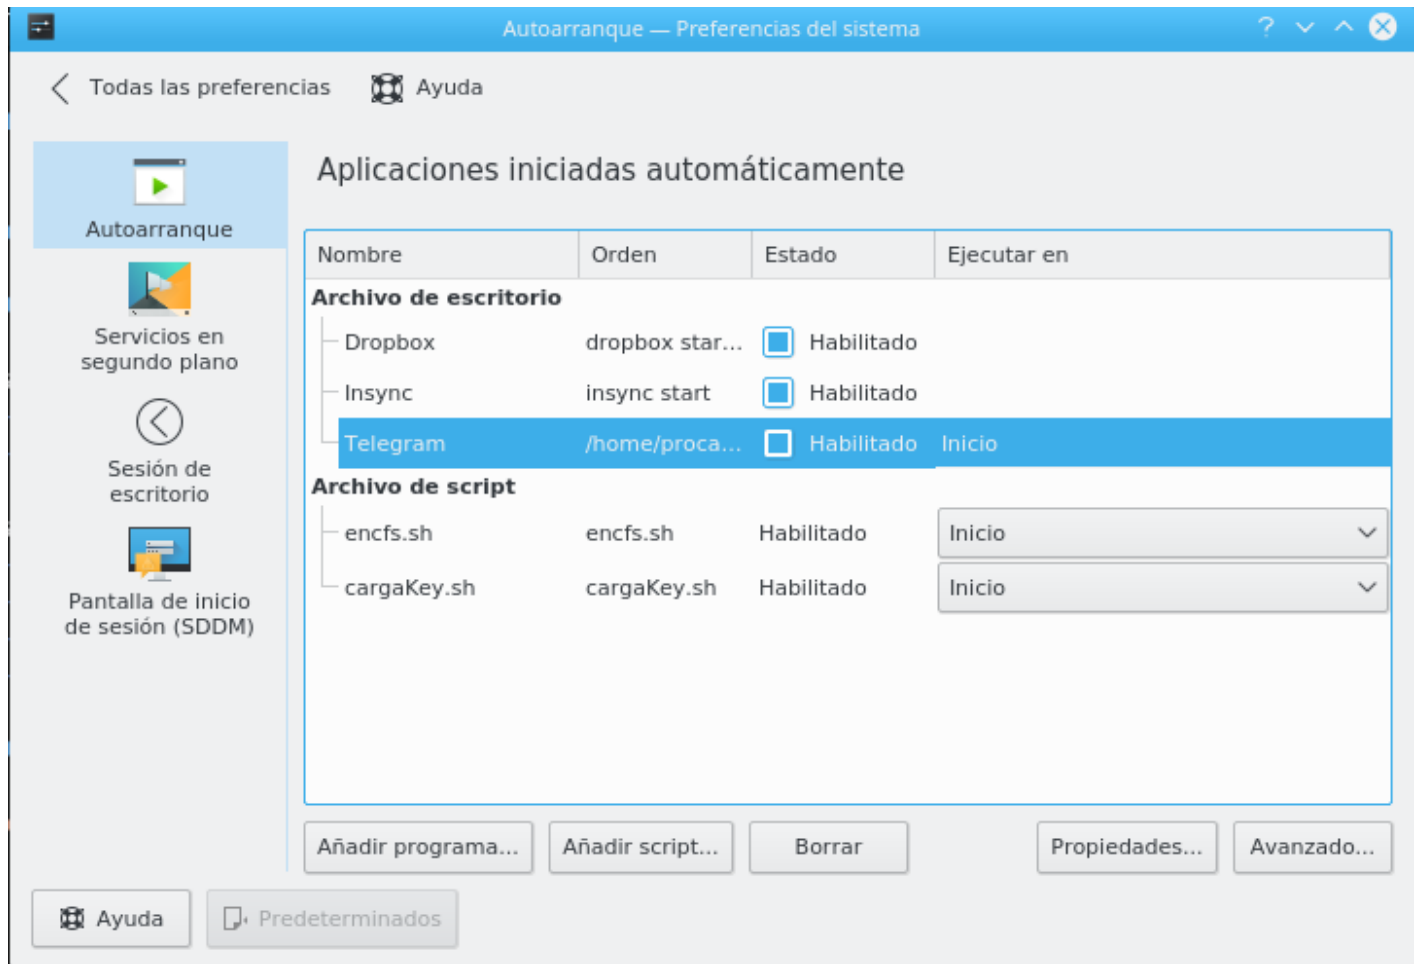 Autoarranque — Preferencias del sistema
Todas las preferencias Ayuda
Autoarranque
Servicios en
segundo plano
Sesión de
escritorio
Pantalla de inicio
de sesión (SDDM)
Aplicaciones iniciadas automáticamente
Nombre Orden Estado Ejecutar en
Archivo de escritorio
Dropbox dropbox star... Habilitado
Insync insync start Habilitado
Telegram /home/proca... Habilitado Inicio
Archivo de script
encfs.sh encfs.sh Habilitado Inicio
cargaKey.sh cargaKey.sh Habilitado Inicio
Añadir programa... Añadir script... Borrar Propiedades... Avanzado...
Ayuda Predeterminados